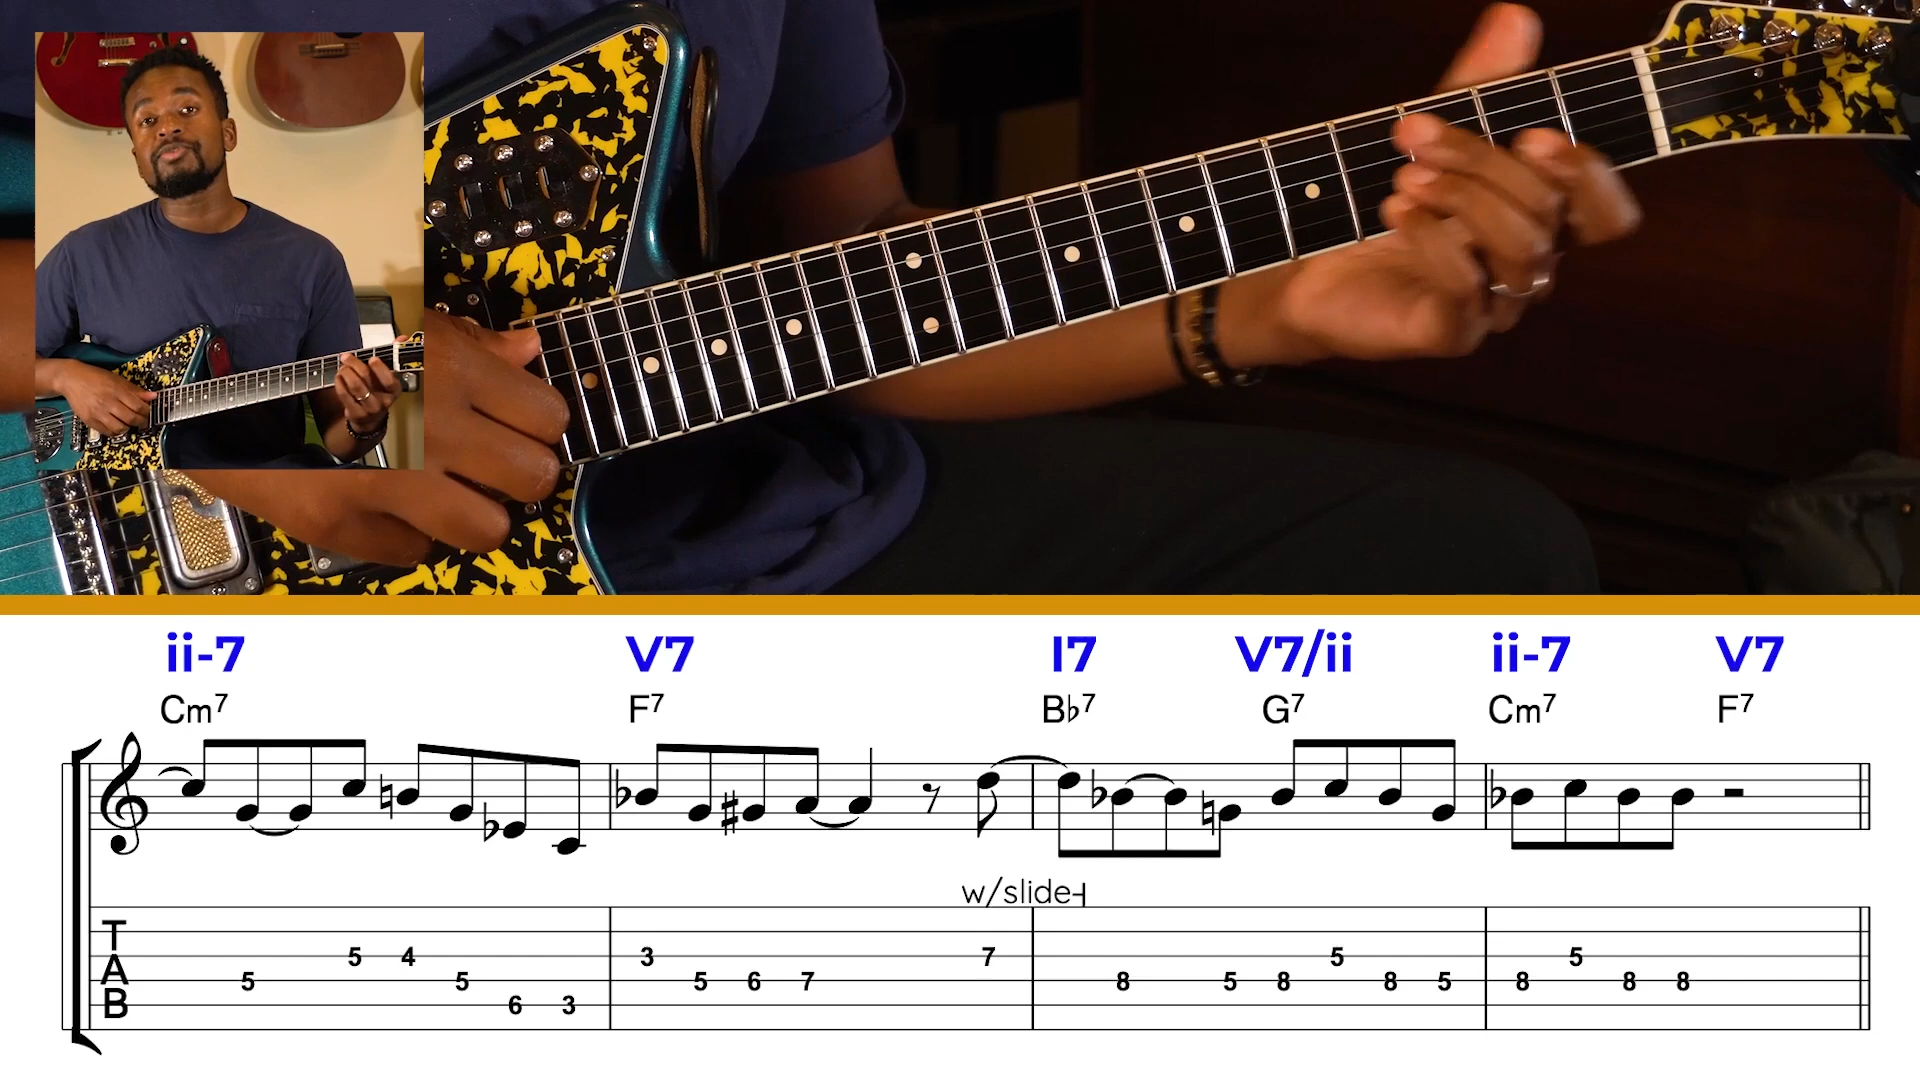 ii-7 V7 I7 V7/ii ii-7 V7
Cm7 F7 B♭7 G7 Cm7 F7
w/slide
T
A
B
5 5 4 5 6 3 3 5 6 7 7 8 5 8 5 8 5 8 5 8 8